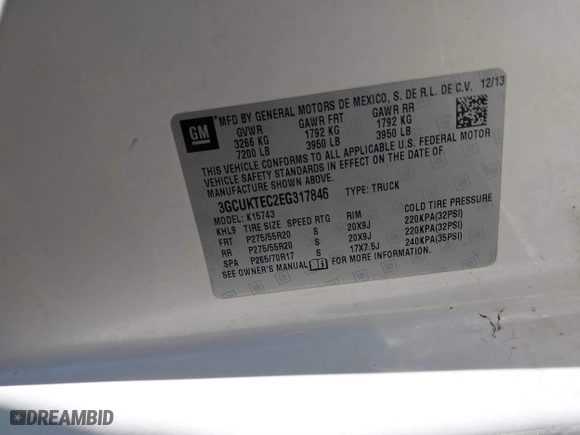 GM
MFD BY GENERAL MOTORS DE MEXICO, S. DE R.L. DE C.V. 12/13
GVWR GAWR FRT GAWR RR
3266 KG 1792 KG 1792 KG
7200 LB 3950 LB 3950 LB
THIS VEHICLE CONFORMS TO ALL APPLICABLE U.S. FEDERAL MOTOR
VEHICLE SAFETY STANDARDS IN EFFECT ON THE DATE OF
MANUFACTURE SHOWN ABOVE.
3GCUKTEC2EG317846 TYPE: TRUCK
MODEL: K15743
KHL9 TIRE SIZE SPEED RTG RIM COLD TIRE PRESSURE
FRT P275/55R20 S 20X9J 220KPA(32PSI)
RR P275/55R20 S 20X9J 220KPA(32PSI)
SPA P265/70R17 S 17X7.5J 240KPA(35PSI)
SEE OWNER'S MANUAL FOR MORE INFORMATION.
DREAMBID